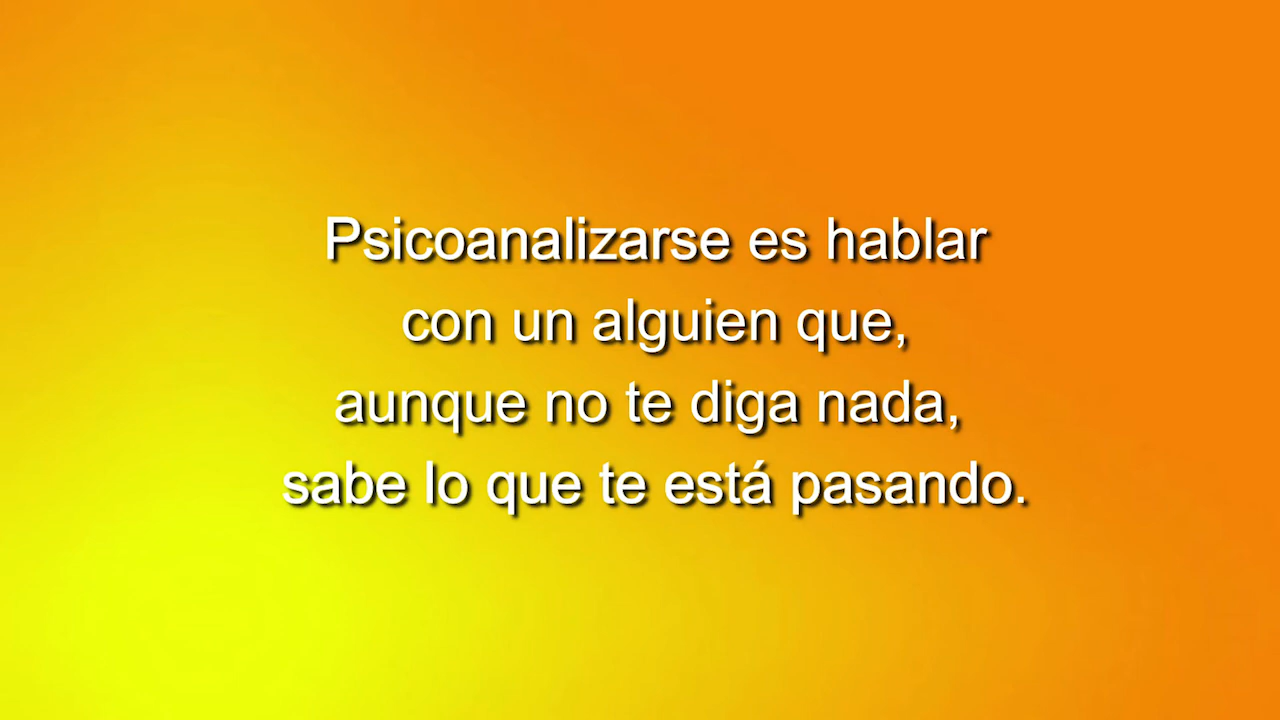 Psicoanalizarse es hablar
con un alguien que,
aunque no te diga nada,
sabe lo que te está pasando.